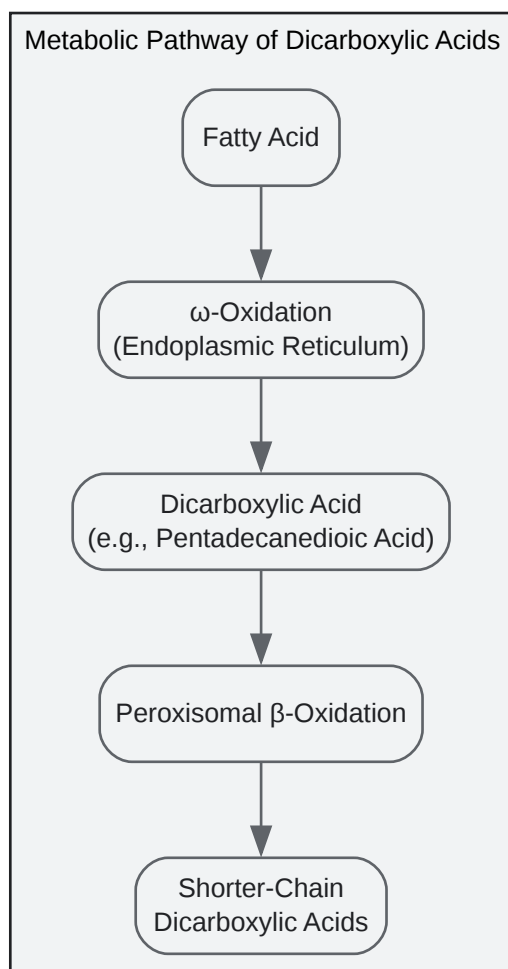 Metabolic Pathway of Dicarboxylic Acids
Fatty Acid
ω-Oxidation
(Endoplasmic Reticulum)
Dicarboxylic Acid
(e.g., Pentadecanedioic Acid)
Peroxisomal β-Oxidation
Shorter-Chain
Dicarboxylic Acids